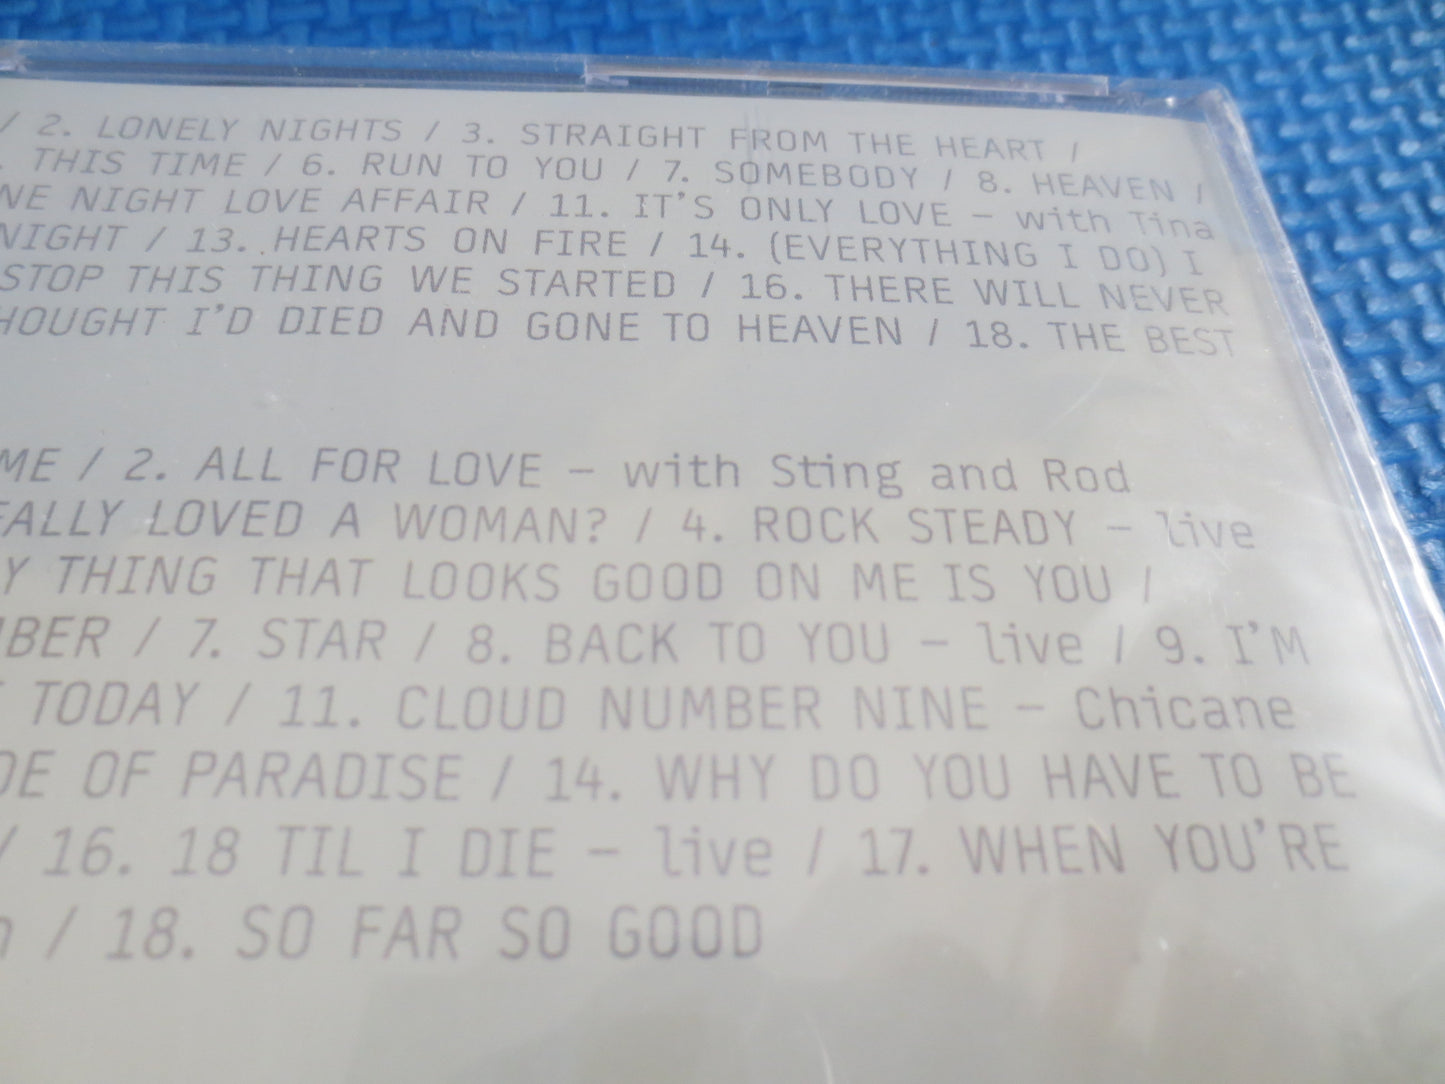 / 2. LONELY NIGHTS / 3. STRAIGHT FROM THE HEART /
. THIS TIME / 6. RUN TO YOU / 7. SOMEBODY / 8. HEAVEN /
NE NIGHT LOVE AFFAIR / 11. IT'S ONLY LOVE – with Tina
NIGHT / 13. HEARTS ON FIRE / 14. (EVERYTHING I DO) I
STOP THIS THING WE STARTED / 16. THERE WILL NEVER
HOUGHT I'D DIED AND GONE TO HEAVEN / 18. THE BEST
ME / 2. ALL FOR LOVE – with Sting and Rod
EALLY LOVED A WOMAN? / 4. ROCK STEADY – live
Y THING THAT LOOKS GOOD ON ME IS YOU /
MBER / 7. STAR / 8. BACK TO YOU – live / 9. I'M
TODAY / 11. CLOUD NUMBER NINE – Chicane
DE OF PARADISE / 14. WHY DO YOU HAVE TO BE
/ 16. 18 TIL I DIE – live / 17. WHEN YOU'RE
/ 18. SO FAR SO GOOD